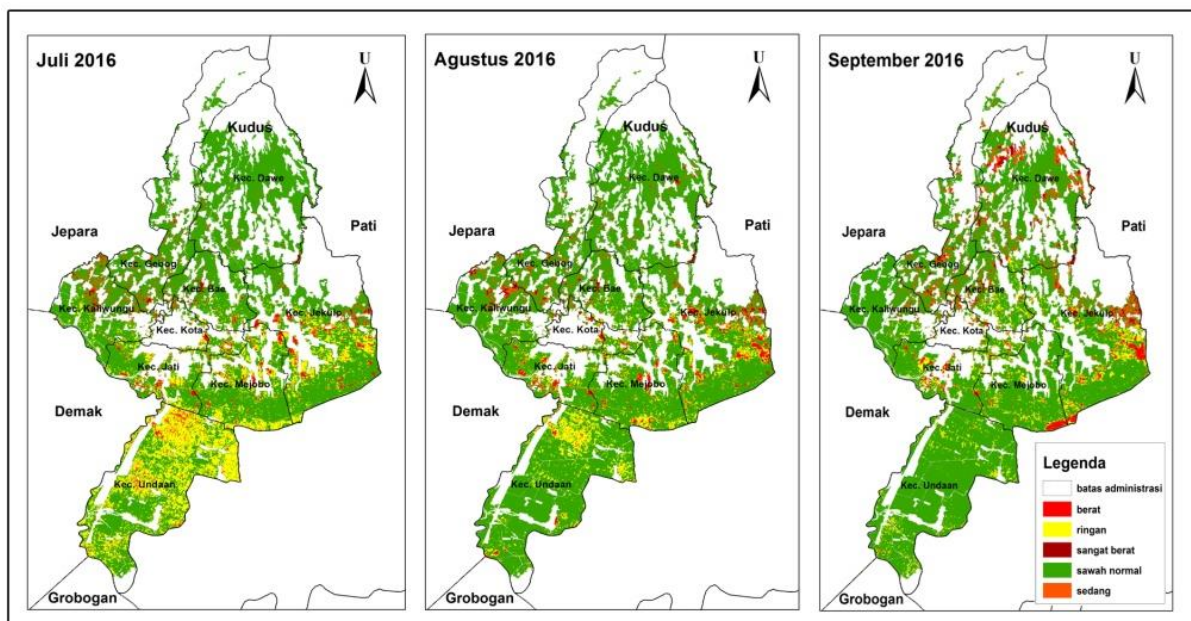 Juli 2016
U
Kudus
Kec. Dawe
Jepara
Pati
Kec. Gebog
Kec. Bae
Kec. Kaliwungu
Kec. Jekulo
Kec. Kota
Kec. Jati
Kec. Mejobo
Demak
Kec. Undaan
Grobogan
Agustus 2016
U
Kudus
Kec. Dawe
Jepara
Pati
Kec. Gebog
Kec. Bae
Kec. Kaliwungu
Kec. Jekulo
Kec. Kota
Kec. Jati
Kec. Mejobo
Demak
Kec. Undaan
Grobogan
September 2016
U
Kudus
Kec. Dawe
Jepara
Pati
Kec. Gebog
Kec. Bae
Kec. Kaliwungu
Kec. Jekulo
Kec. Kota
Kec. Jati
Kec. Mejobo
Demak
Kec. Undaan
Grobogan
Legenda
batas administrasi
berat
ringan
sangat berat
sawah normal
sedang